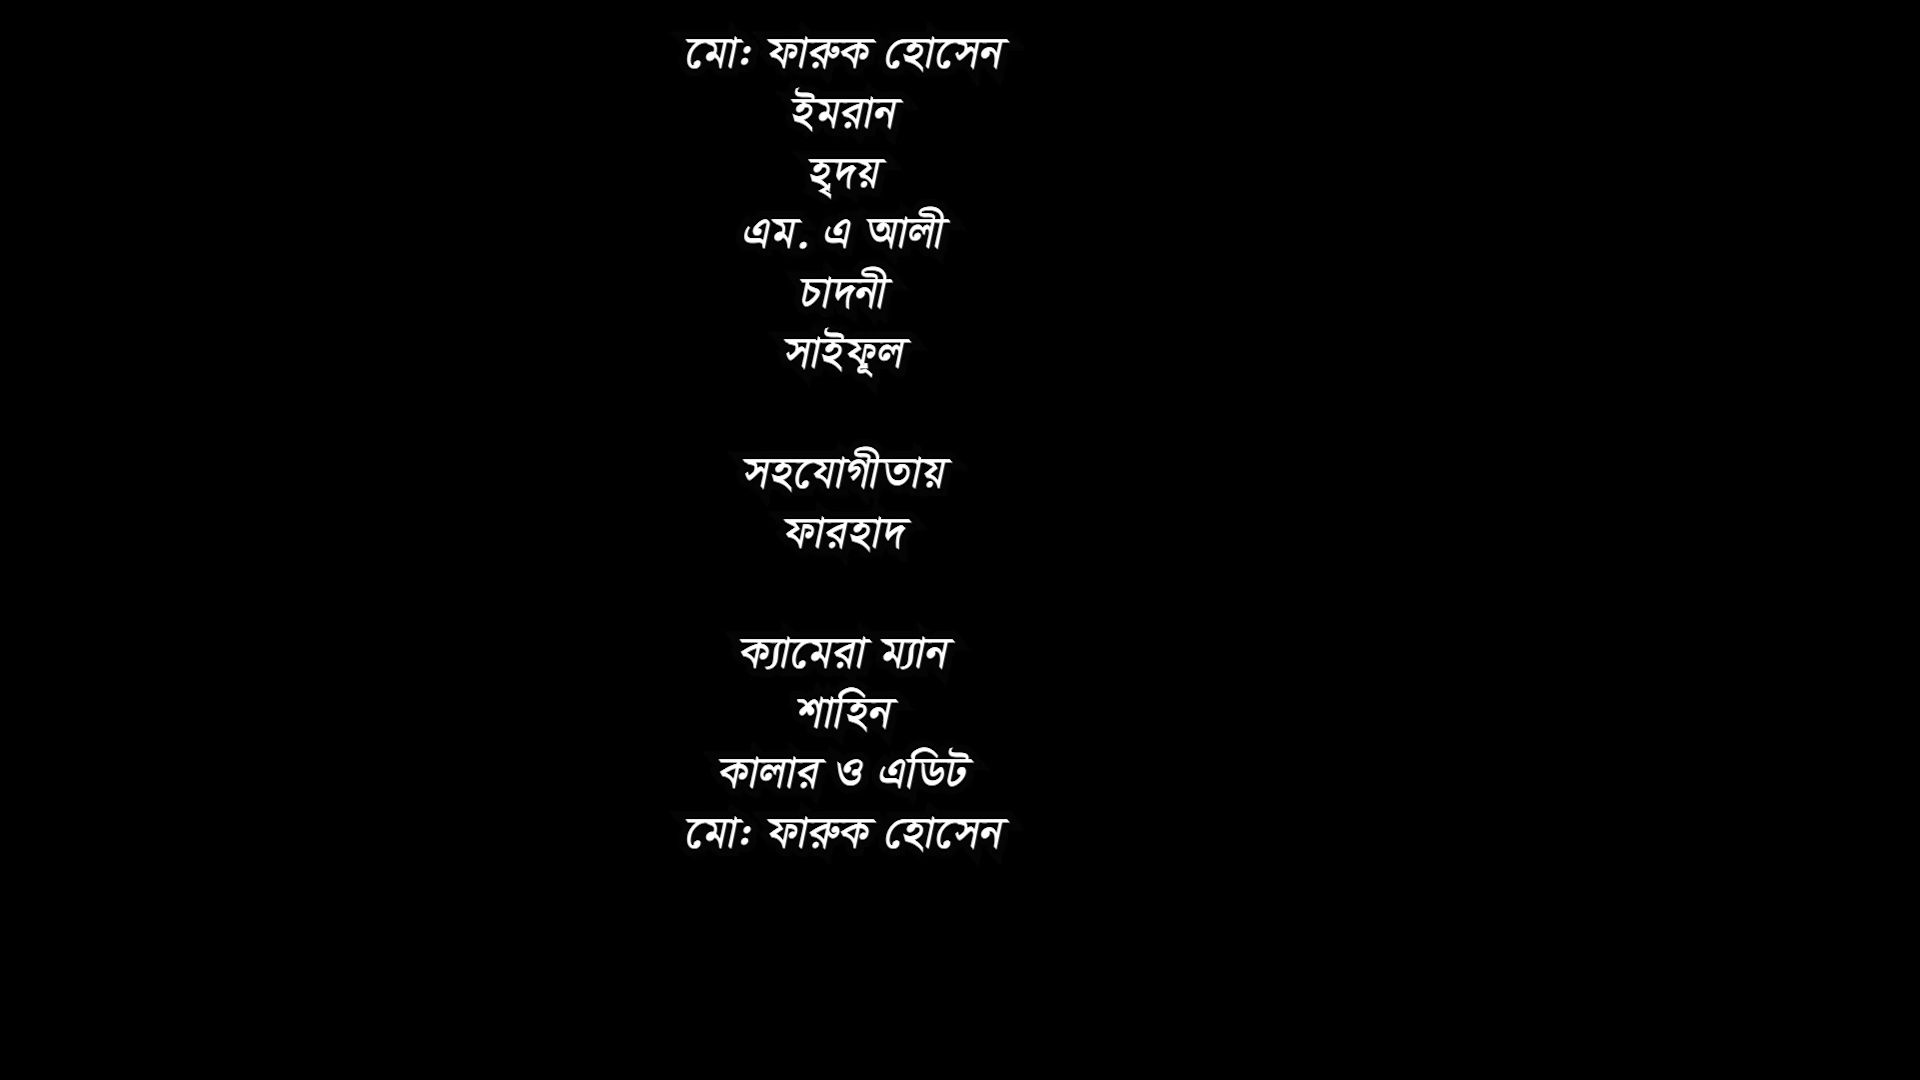 মো: ফারুক হোসেন
ইমরান
হৃদয়
এম. এ আলী
চাদনী
সাইফূল
সহযোগীতায়
ফারহাদ
ক্যামেরা ম্যান
শাহিন
কালার ও এডিট
মো: ফারুক হোসেন